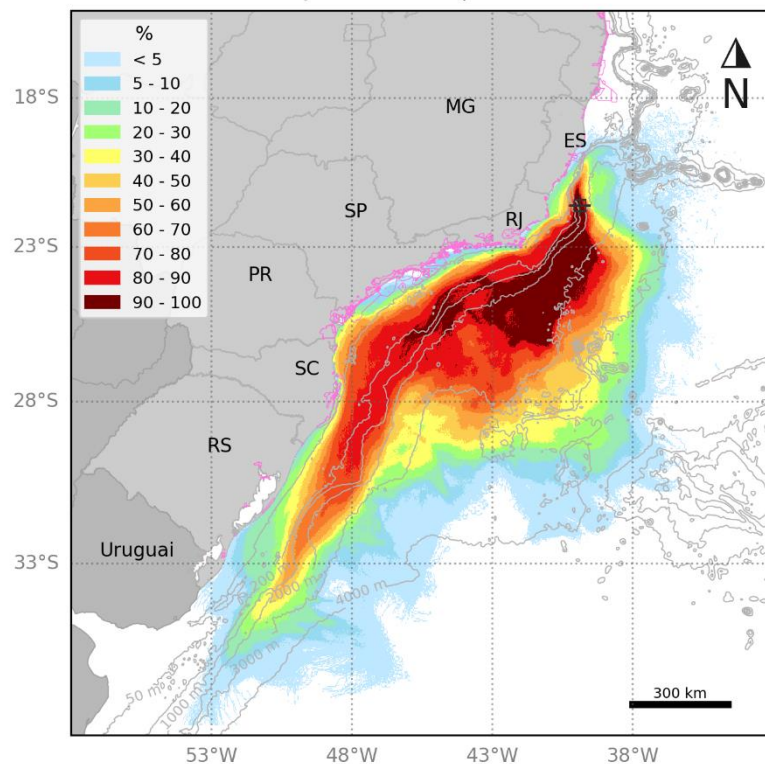 %
< 5
5 - 10
10 - 20
20 - 30
30 - 40
40 - 50
50 - 60
60 - 70
70 - 80
80 - 90
90 - 100
N
18°S
23°S
28°S
33°S
MG
ES
SP
RJ
PR
SC
RS
Uruguai
200 m
2000 m
4000 m
50 m
1000 m
3000 m
300 km
53°W
48°W
43°W
38°W